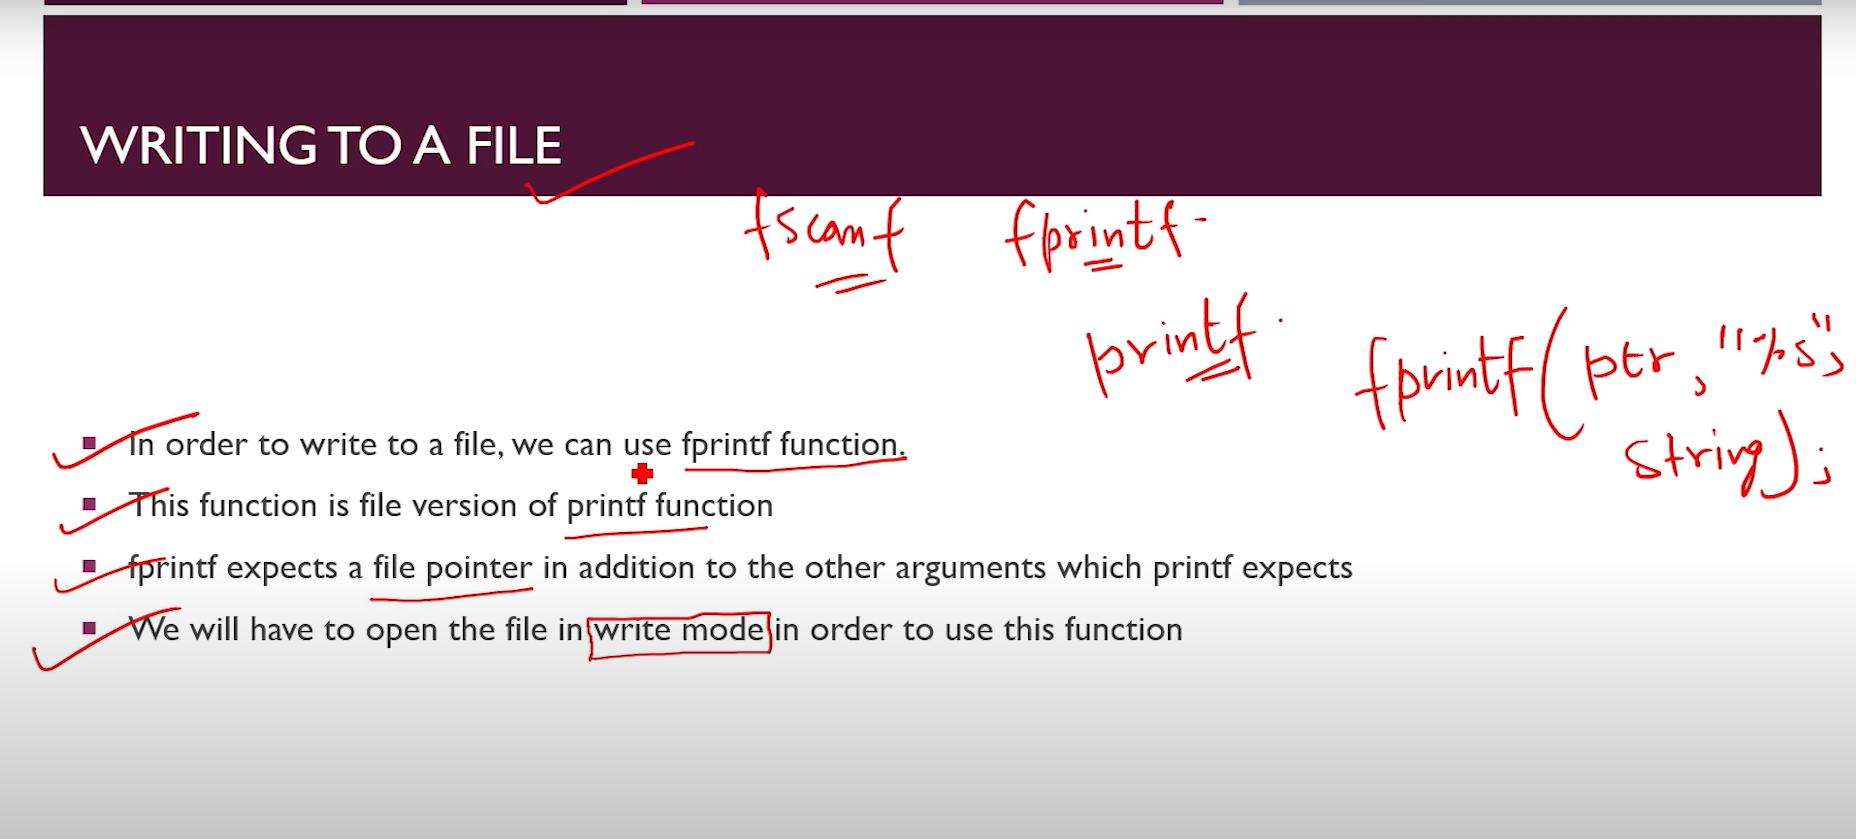 WRITING TO A FILE
fscanf fprintf
printf
fprintf(ptr, "%s",
string);
In order to write to a file, we can use fprintf function.
This function is file version of printf function
fprintf expects a file pointer in addition to the other arguments which printf expects
We will have to open the file in write mode in order to use this function